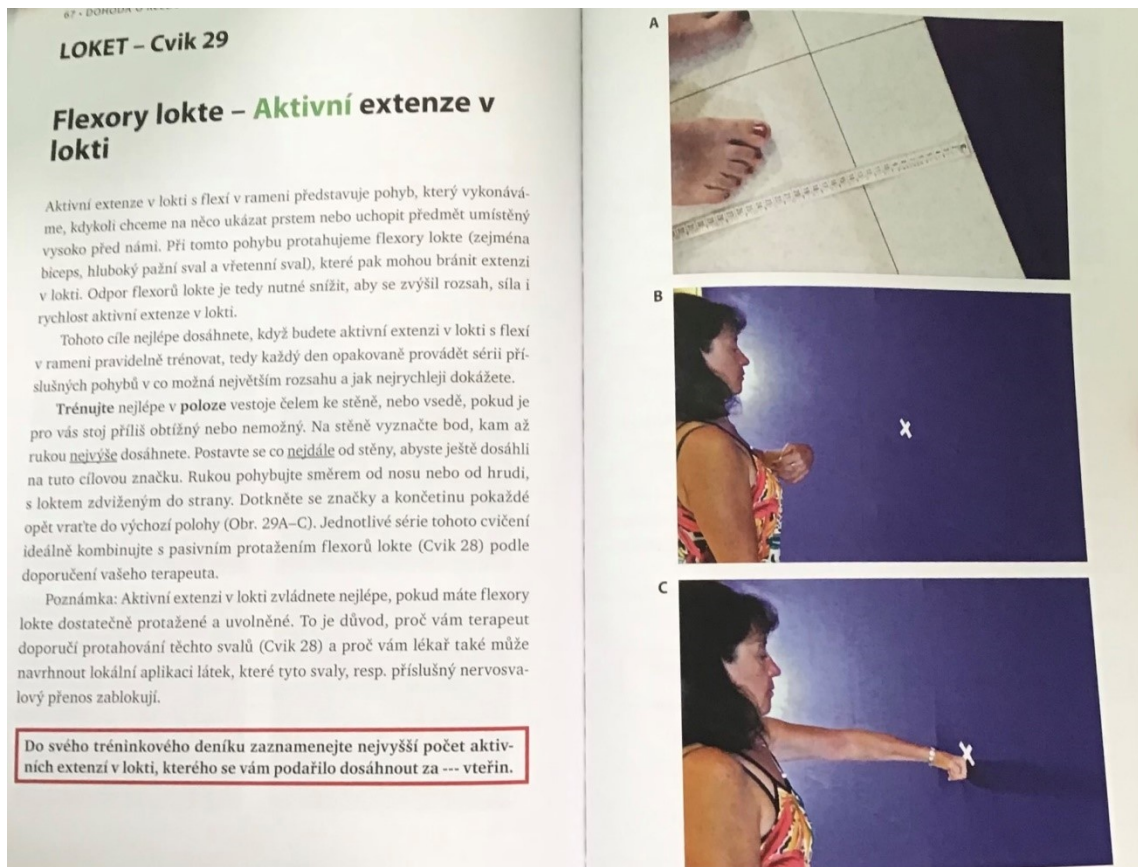 67 • DOHODA O
LOKET – Cvik 29
Flexory lokte – Aktivní extenze v
lokti
Aktivní extenze v lokti s flexí v rameni představuje pohyb, který vykonává-
me, kdykoli chceme na něco ukázat prstem nebo uchopit předmět umístěný
vysoko před námi. Při tomto pohybu protahujeme flexory lokte (zejména
biceps, hluboký pažní sval a vřetenní sval), které pak mohou bránit extenzi
v lokti. Odpor flexorů lokte je tedy nutné snížit, aby se zvýšil rozsah, síla i
rychlost aktivní extenze v lokti.
Tohoto cíle nejlépe dosáhnete, když budete aktivní extenzi v lokti s flexí
v rameni pravidelně trénovat, tedy každý den opakovaně provádět sérii pří-
slušných pohybů v co možná největším rozsahu a jak nejrychleji dokážete.
Trénujte nejlépe v poloze vestoje čelem ke stěně, nebo vsedě, pokud je
pro vás stoj příliš obtížný nebo nemožný. Na stěně vyznačte bod, kam až
rukou nejvýše dosáhnete. Postavte se co nejdále od stěny, abyste ještě dosáhli
na tuto cílovou značku. Rukou pohybujte směrem od nosu nebo od hrudi,
s loktem zdviženým do strany. Dotkněte se značky a končetinu pokaždé
opět vraťte do výchozí polohy (Obr. 29A–C). Jednotlivé série tohoto cvičení
ideálně kombinujte s pasivním protažením flexorů lokte (Cvik 28) podle
doporučení vašeho terapeuta.
Poznámka: Aktivní extenzi v lokti zvládnete nejlépe, pokud máte flexory
lokte dostatečně protažené a uvolněné. To je důvod, proč vám terapeut
doporučí protahování těchto svalů (Cvik 28) a proč vám lékař také může
navrhnout lokální aplikaci látek, které tyto svaly, resp. příslušný nervosva-
lový přenos zablokují.
Do svého tréninkového deníku zaznamenejte nejvyšší počet aktiv-
ních extenzí v lokti, kterého se vám podařilo dosáhnout za --- vteřin.
A
B
C